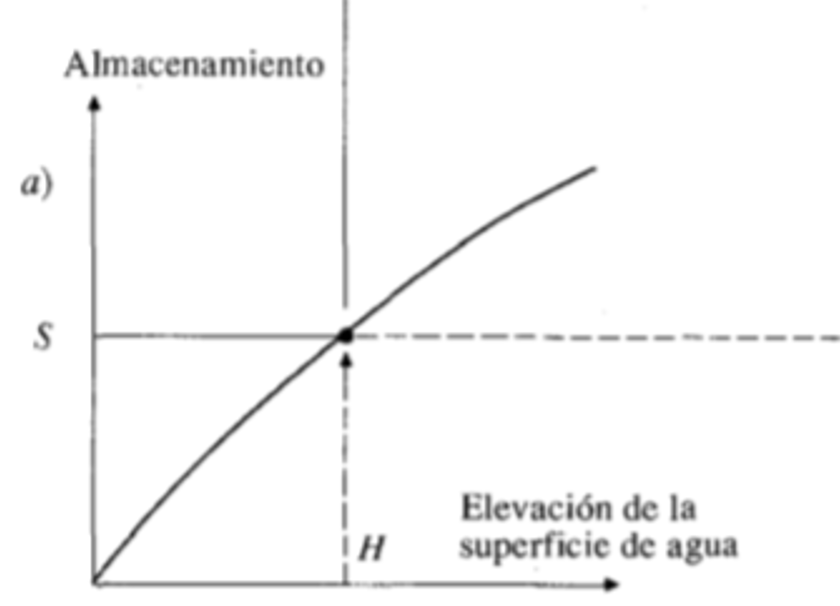 Almacenamiento
a)
S
H
Elevación de la
superficie de agua